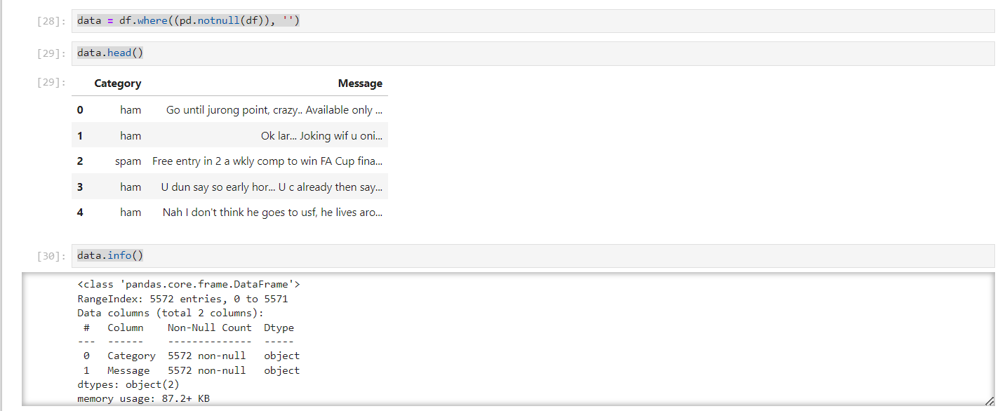 [28]: data = df.where((pd.notnull(df)), '')
[29]: data.head()
[29]: Category Message
0 ham Go until jurong point, crazy.. Available only ...
1 ham Ok lar... Joking wif u oni...
2 spam Free entry in 2 a wkly comp to win FA Cup fina...
3 ham U dun say so early hor... U c already then say...
4 ham Nah I don't think he goes to usf, he lives aro...
[30]: data.info()
<class 'pandas.core.frame.DataFrame'>
RangeIndex: 5572 entries, 0 to 5571
Data columns (total 2 columns):
# Column Non-Null Count Dtype
--- ------ -------------- -----
0 Category 5572 non-null object
1 Message 5572 non-null object
dtypes: object(2)
memory usage: 87.2+ KB